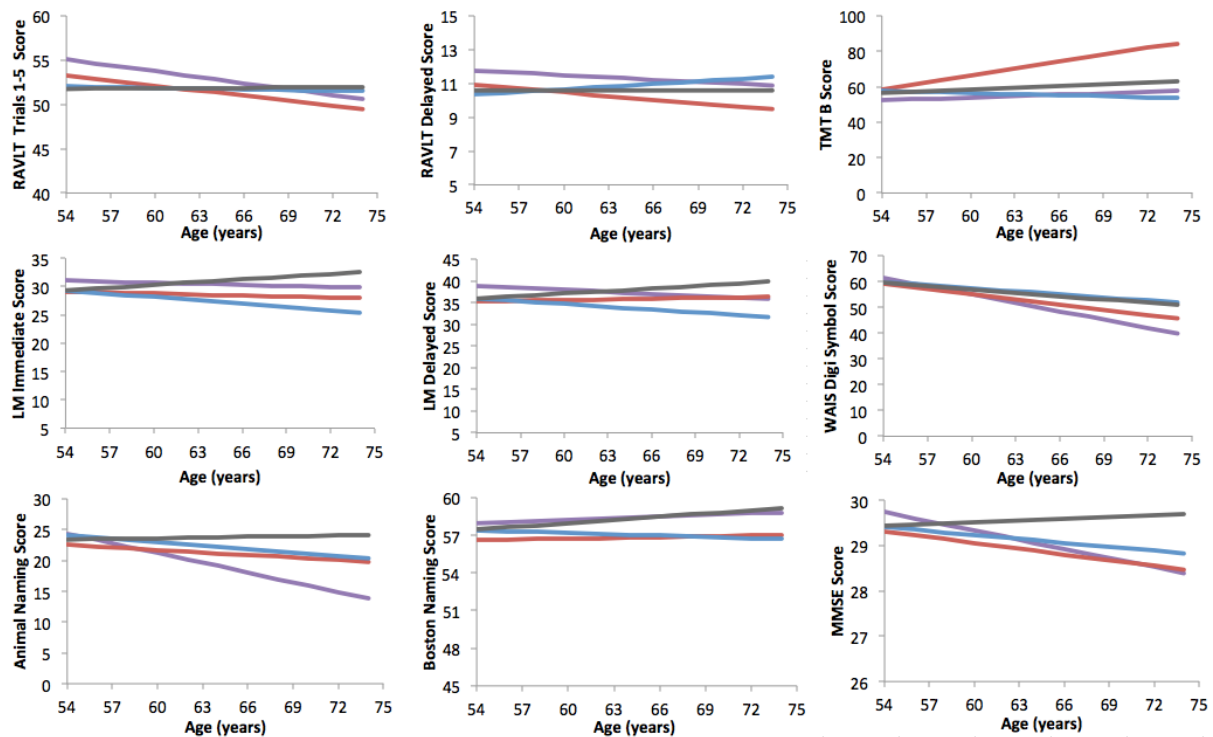 RAVLT Trials 1-5 Score
60
55
50
45
40
54 57 60 63 66 69 72 75
Age (years)
RAVLT Delayed Score
15
13
11
9
7
5
54 57 60 63 66 69 72 75
Age (years)
TMT B Score
100
80
60
40
20
0
54 57 60 63 66 69 72 75
Age (years)
LM Immediate Score
35
30
25
20
15
10
5
54 57 60 63 66 69 72 75
Age (years)
LM Delayed Score
45
40
35
30
25
20
15
10
5
54 57 60 63 66 69 72 75
Age (years)
WAIS Digi Symbol Score
70
60
50
40
30
20
10
0
54 57 60 63 66 69 72 75
Age (years)
Animal Naming Score
30
25
20
15
10
5
0
54 57 60 63 66 69 72 75
Age (years)
Boston Naming Score
60
57
54
51
48
45
54 57 60 63 66 69 72 75
Age (years)
MMSE Score
30
29
28
27
26
54 57 60 63 66 69 72 75
Age (years)